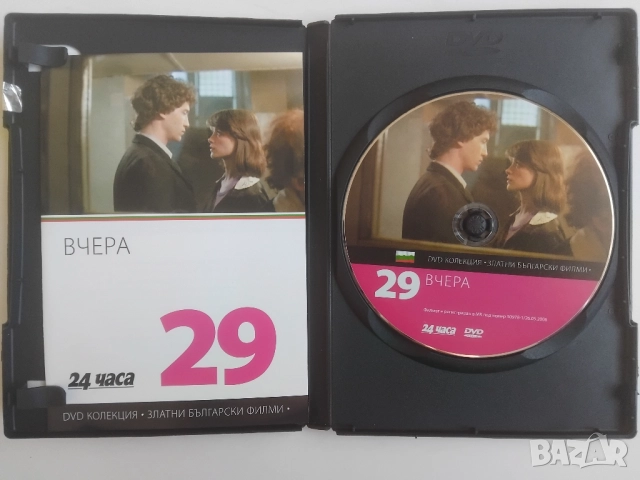 ВЧЕРА
29
24 часа
DVD КОЛЕКЦИЯ • ЗЛАТНИ БЪЛГАРСКИ ФИЛМИ •
DVD
DVD КОЛЕКЦИЯ • ЗЛАТНИ БЪЛГАРСКИ ФИЛМИ •
29 ВЧЕРА
24 часа DVD
BAZAR